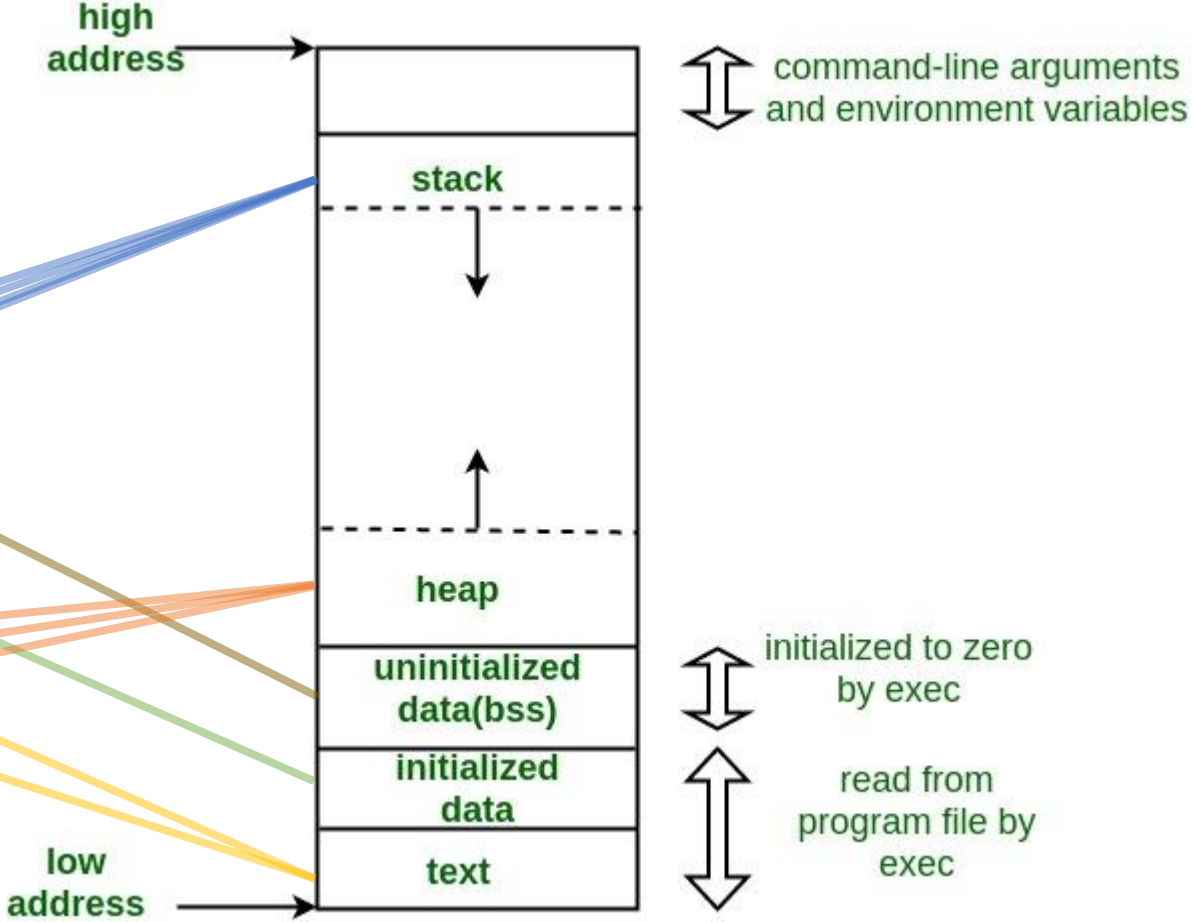 high
address
command-line arguments
and environment variables
stack
heap
uninitialized
data(bss)
initialized to zero
by exec
initialized
data
read from
program file by
exec
text
low
address